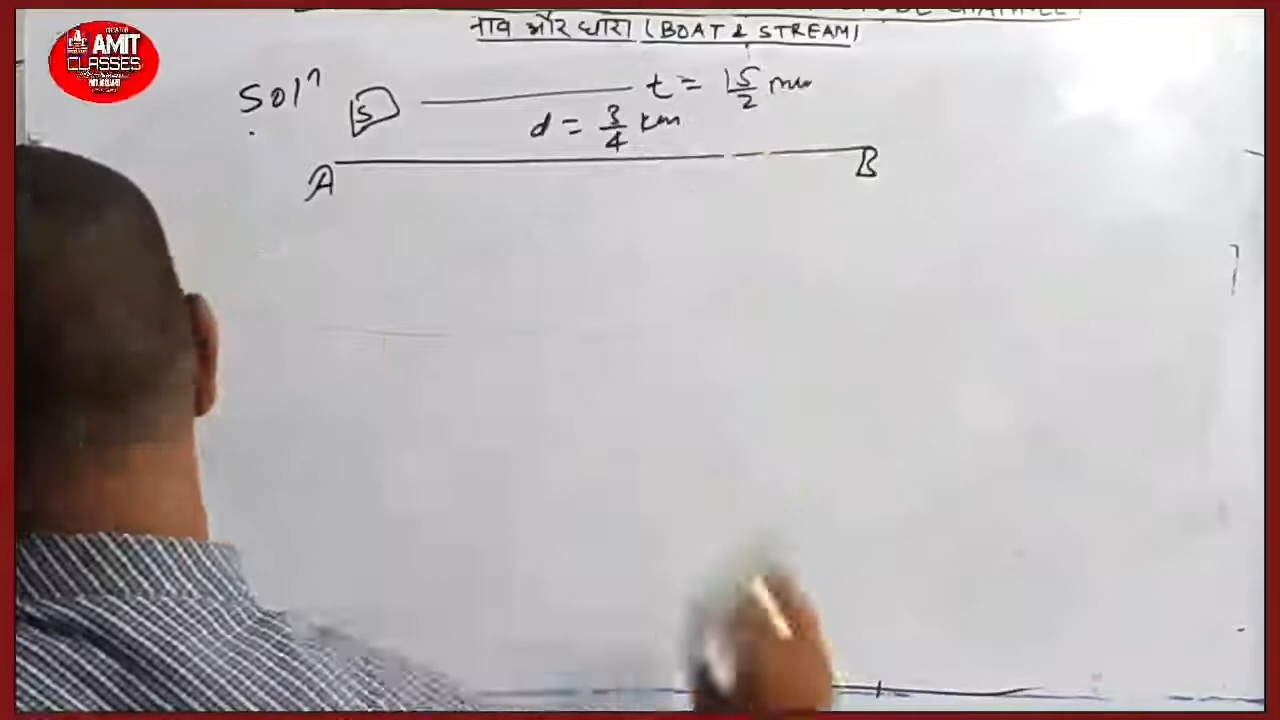 नाव और धारा (BOAT & STREAM)
AMIT
CLASSES
Solⁿ
S
t = 15/2 min
d = 3/4 km
A B